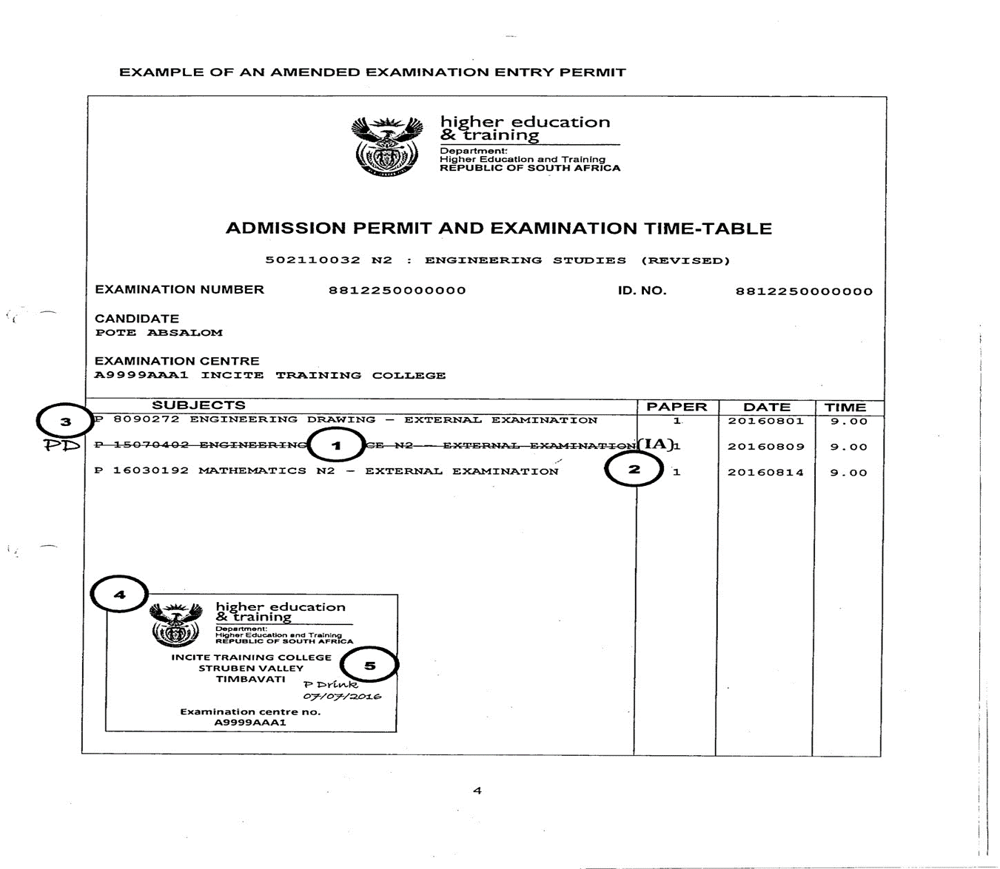 EXAMPLE OF AN AMENDED EXAMINATION ENTRY PERMIT
higher education
& training
Department:
Higher Education and Training
REPUBLIC OF SOUTH AFRICA
ADMISSION PERMIT AND EXAMINATION TIME-TABLE
502110032 N2 : ENGINEERING STUDIES (REVISED)
EXAMINATION NUMBER 8812250000000 ID. NO. 8812250000000
CANDIDATE
POTE ABSALOM
EXAMINATION CENTRE
A9999AAA1 INCITE TRAINING COLLEGE
SUBJECTS PAPER DATE TIME
3 P 8090272 ENGINEERING DRAWING – EXTERNAL EXAMINATION 1 20160801 9.00
PD P 15070402 ENGINEERING 1 CE N2 – EXTERNAL EXAMINATION (IA) 1 20160809 9.00
P 16030192 MATHEMATICS N2 – EXTERNAL EXAMINATION 2 1 20160814 9.00
4
higher education
& training
Department:
Higher Education and Training
REPUBLIC OF SOUTH AFRICA
INCITE TRAINING COLLEGE
5
STRUBEN VALLEY
TIMBAVATI
P Drink
07/07/2016
Examination centre no.
A9999AAA1
4